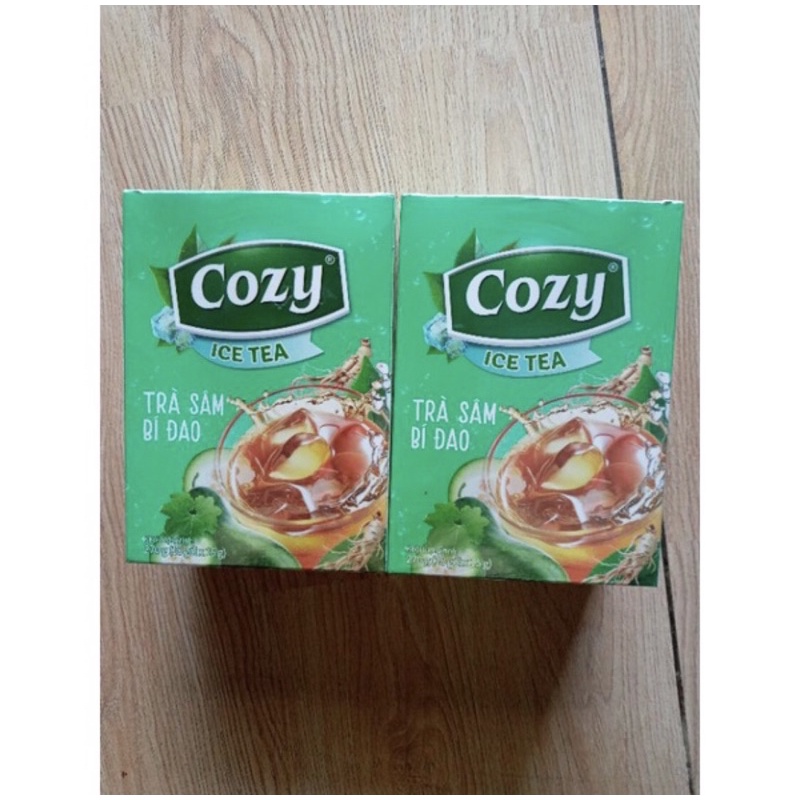 Cozy®
ICE TEA
TRÀ SÂM
BÍ ĐAO
Cozy®
ICE TEA
TRÀ SÂM
BÍ ĐAO